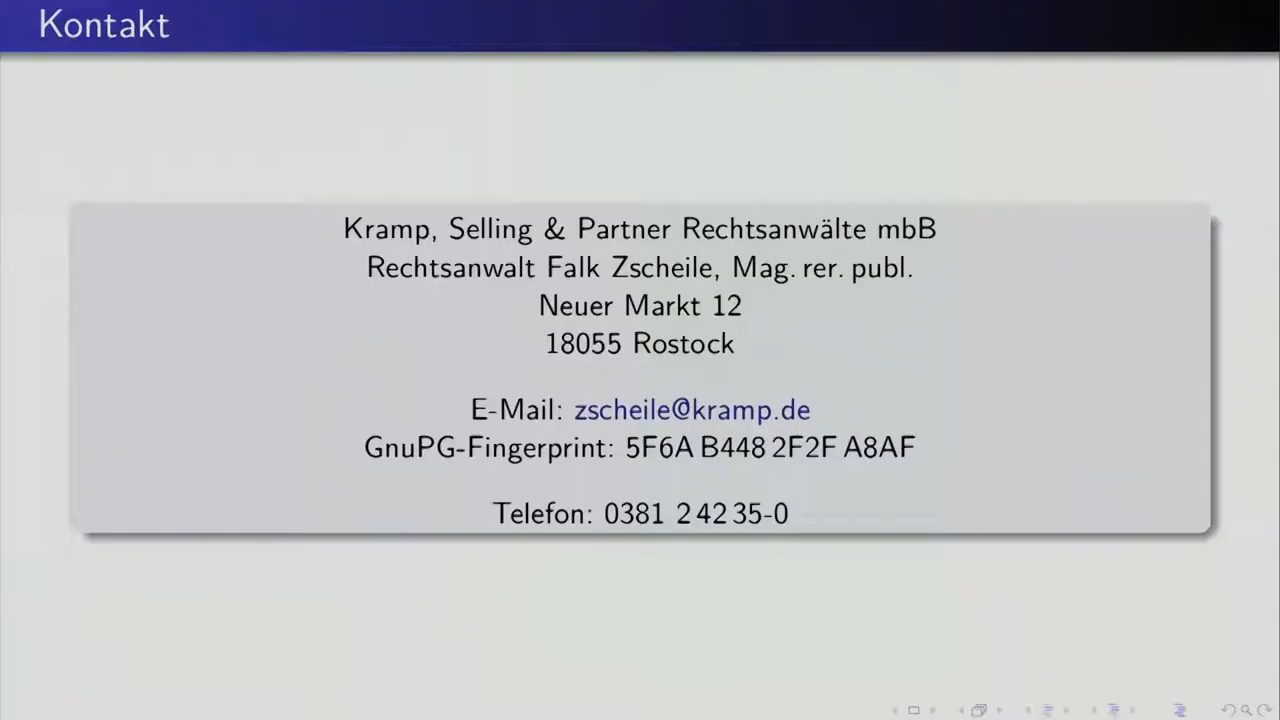 Kontakt
Kramp, Selling & Partner Rechtsanwälte mbB
Rechtsanwalt Falk Zscheile, Mag. rer. publ.
Neuer Markt 12
18055 Rostock
E-Mail: zscheile@kramp.de
GnuPG-Fingerprint: 5F6A B448 2F2F A8AF
Telefon: 0381 2 42 35-0